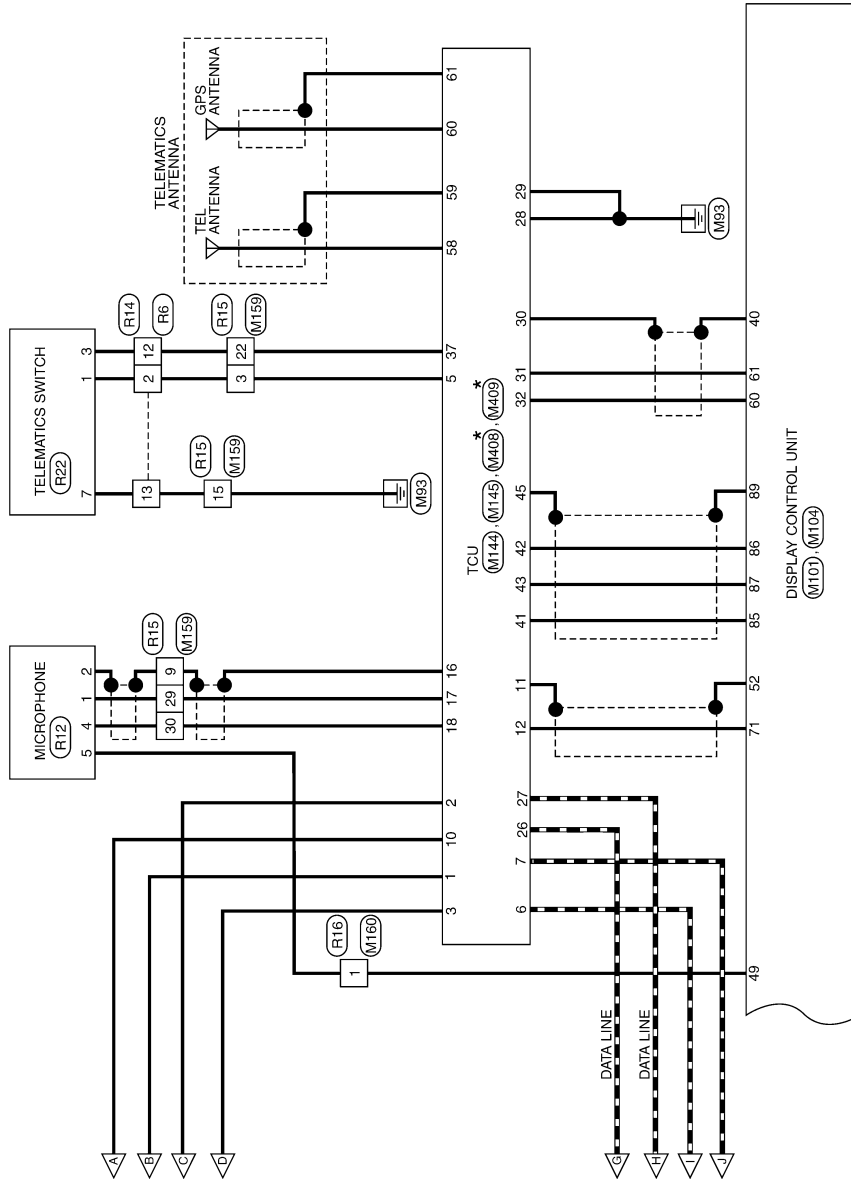 TELEMATICS
ANTENNA
GPS
ANTENNA
TEL
ANTENNA
61
60
59
58
TELEMATICS SWITCH
R22
3
1
7
R14
R6
12
2
13
R15
M159
22
3
R15
M159
15
M93
37
5
MICROPHONE
R12
2
1
4
5
R15
M159
9
29
30
16
17
18
2
10
1
3
R16
M160
1
TCU
M144 , M145 , M408 * , M409 *
29
28
M93
30
31
32
40
61
60
45
42
43
41
89
86
87
85
11
12
52
71
27
26
7
6
49
DISPLAY CONTROL UNIT
M101 , M104
DATA LINE
DATA LINE
A
B
C
D
G
H
I
J